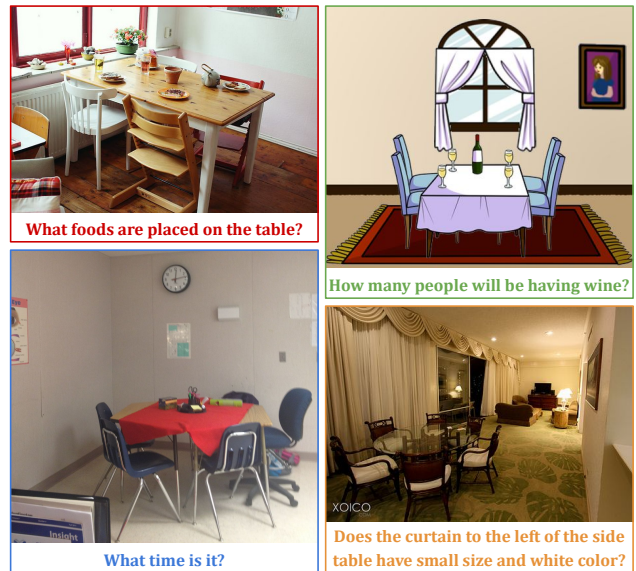 What foods are placed on the table?
How many people will be having wine?
Insight
XOICO
What time is it?
Does the curtain to the left of the side
table have small size and white color?